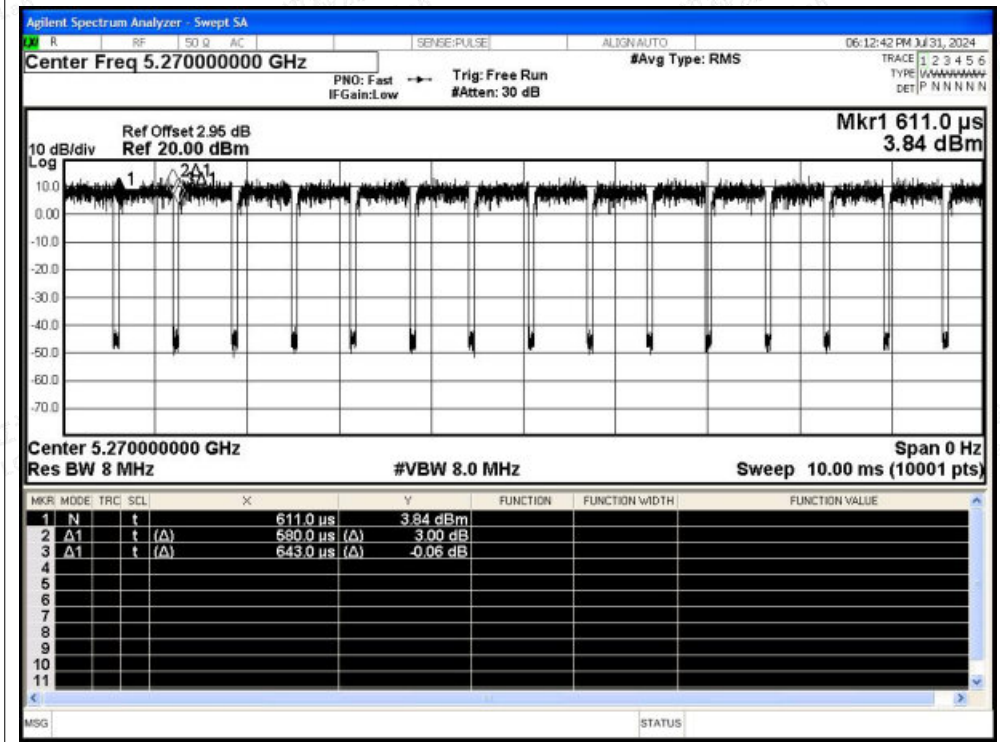 Agilent Spectrum Analyzer - Swept SA
R RF 50 Ω AC SENSE:PULSE ALIGNAUTO 06:12:42 PM Jul 31, 2024
Center Freq 5.270000000 GHz #Avg Type: RMS TRACE 1 2 3 4 5 6
PNO: Fast Trig: Free Run TYPE
IFGain:Low #Atten: 30 dB DET P N N N N N
Mkr1 611.0 µs
Ref Offset 2.95 dB
10 dB/div Ref 20.00 dBm 3.84 dBm
Log
1 2Δ1
10.0
0.00
-10.0
-20.0
-30.0
-40.0
-50.0
-60.0
-70.0
Center 5.270000000 GHz Span 0 Hz
Res BW 8 MHz #VBW 8.0 MHz Sweep 10.00 ms (10001 pts)
MKR MODE TRC SCL X Y FUNCTION FUNCTION WIDTH FUNCTION VALUE
1 N t 611.0 µs 3.84 dBm
2 Δ1 t (Δ) 580.0 µs (Δ) 3.00 dB
3 Δ1 t (Δ) 643.0 µs (Δ) -0.06 dB
4
5
6
7
8
9
10
11
MSG STATUS